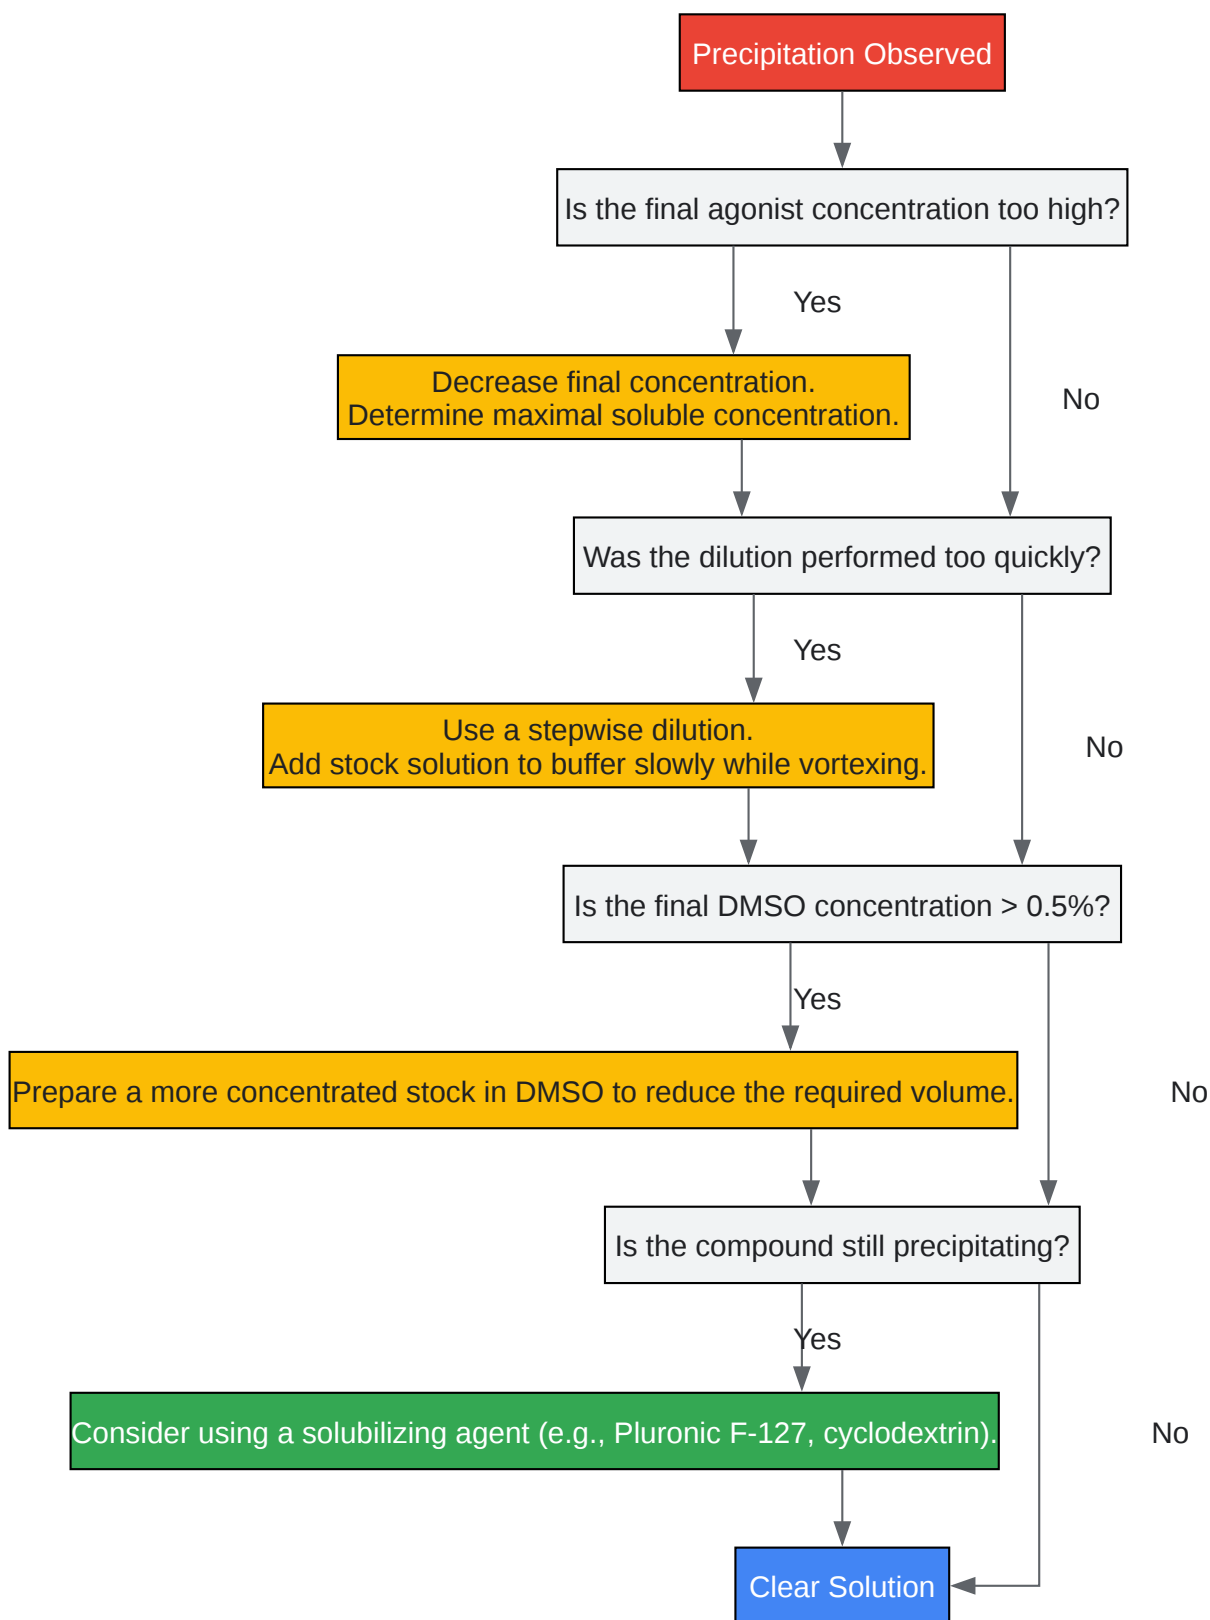 Precipitation Observed
Is the final agonist concentration too high?
Yes
Decrease final concentration.
Determine maximal soluble concentration.
No
Was the dilution performed too quickly?
Yes
Use a stepwise dilution.
Add stock solution to buffer slowly while vortexing.
No
Is the final DMSO concentration > 0.5%?
Yes
Prepare a more concentrated stock in DMSO to reduce the required volume.
No
Is the compound still precipitating?
Yes
Consider using a solubilizing agent (e.g., Pluronic F-127, cyclodextrin).
No
Clear Solution